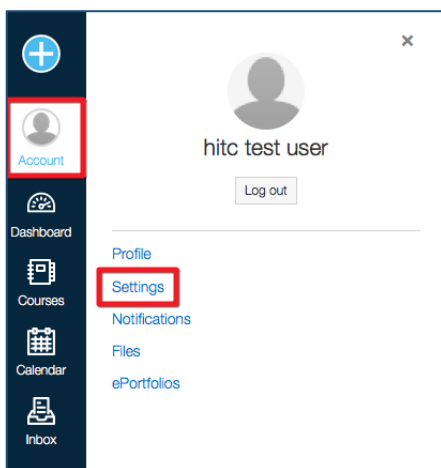 Account
Dashboard
Courses
Calendar
Inbox
×
hitc test user
Log out
Profile
Settings
Notifications
Files
ePortfolios